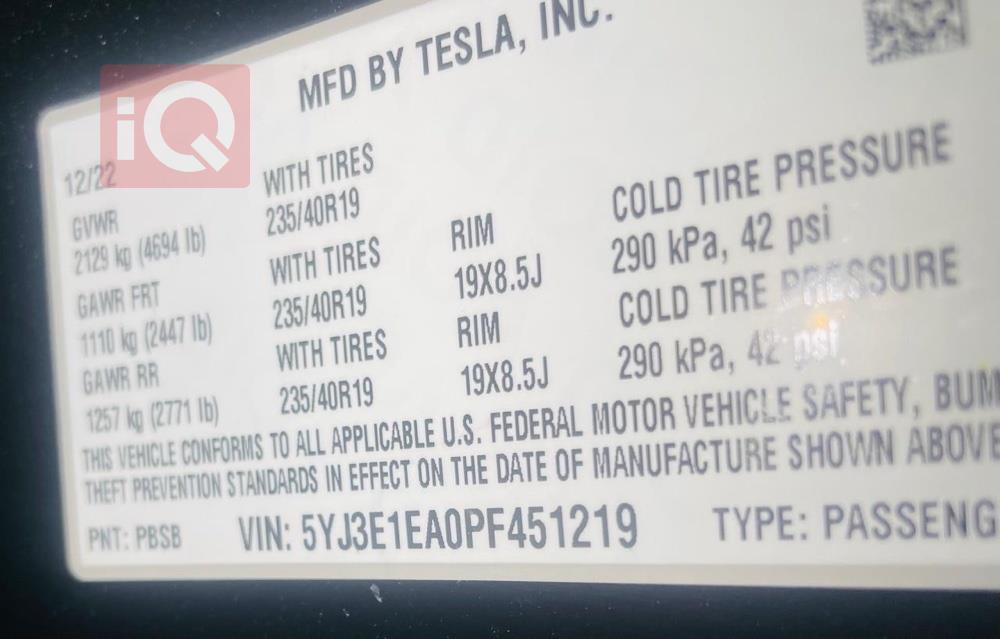 iQ
MFD BY TESLA, INC.
12/22
GVWR
2129 kg (4694 lb)
GAWR FRT
1110 kg (2447 lb)
GAWR RR
1257 kg (2771 lb)
WITH TIRES
235/40R19
WITH TIRES
235/40R19
WITH TIRES
235/40R19
RIM
19X8.5J
RIM
19X8.5J
COLD TIRE PRESSURE
290 kPa, 42 psi
COLD TIRE PRESSURE
290 kPa, 42 psi
THIS VEHICLE CONFORMS TO ALL APPLICABLE U.S. FEDERAL MOTOR VEHICLE SAFETY, BUM
THEFT PREVENTION STANDARDS IN EFFECT ON THE DATE OF MANUFACTURE SHOWN ABOVE
PNT: PBSB VIN: 5YJ3E1EA0PF451219 TYPE: PASSENG